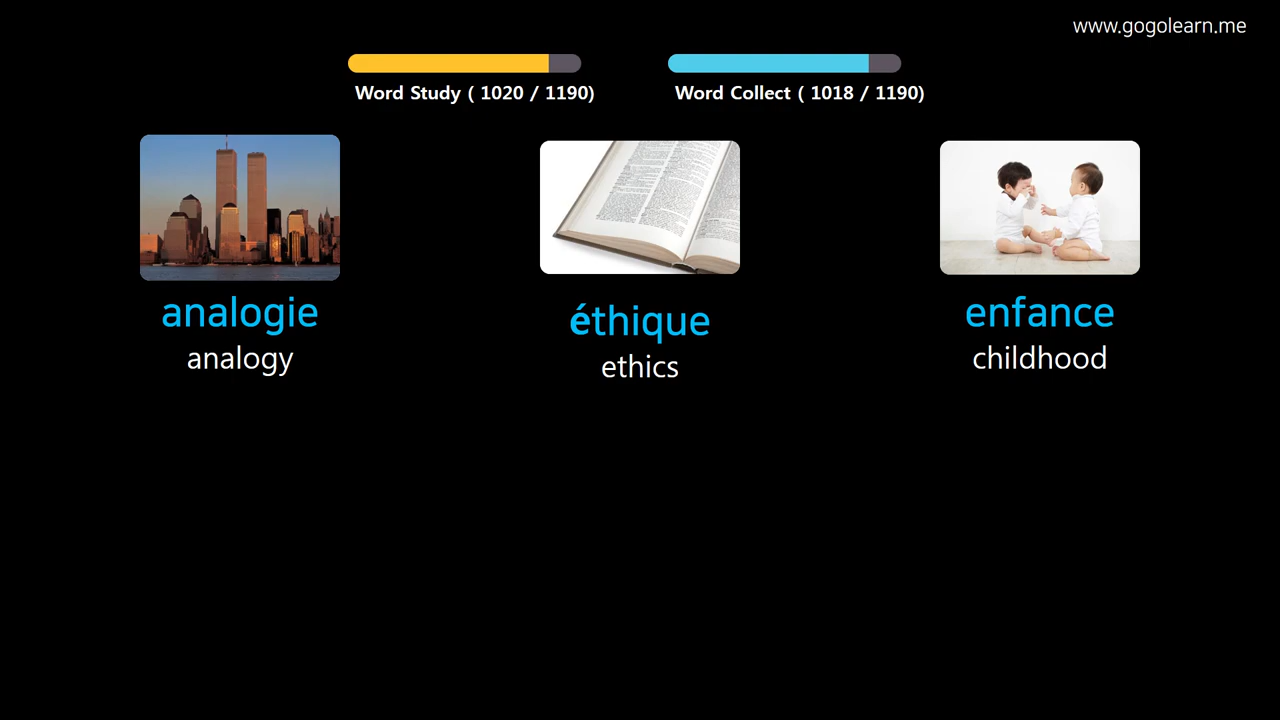 www.gogolearn.me
Word Study ( 1020 / 1190)
Word Collect ( 1018 / 1190)
analogie
analogy
éthique
ethics
enfance
childhood